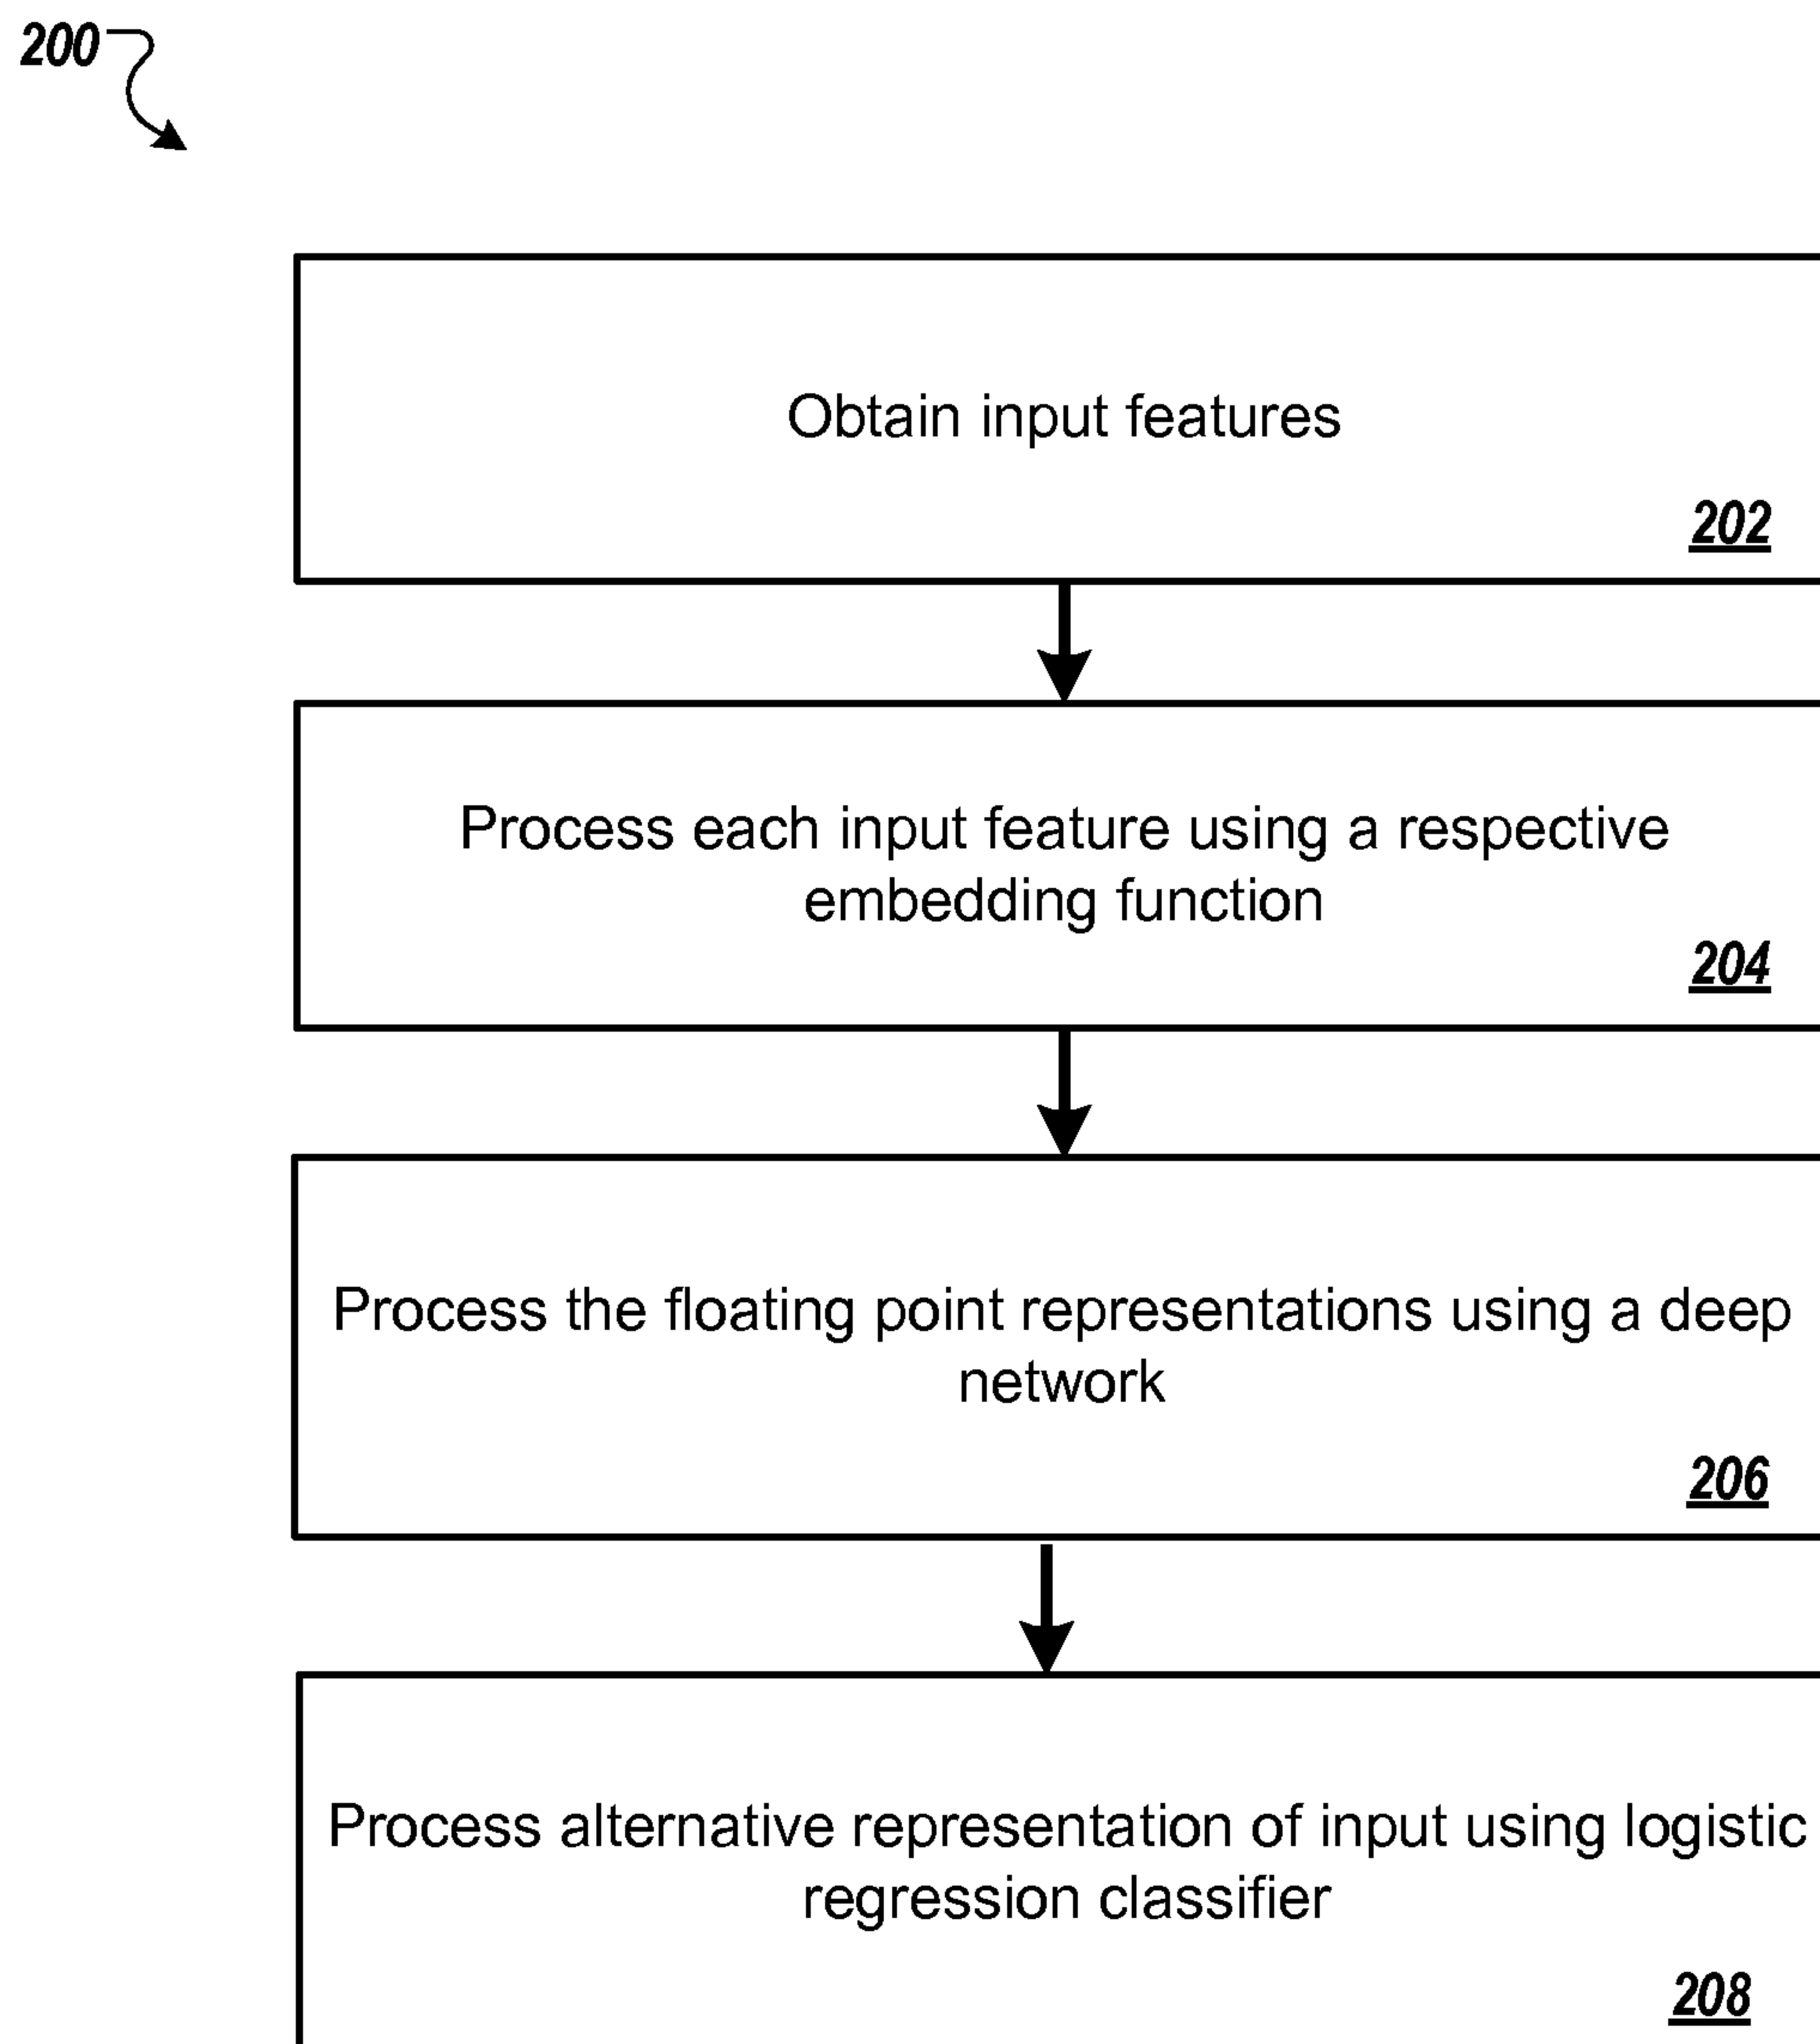 200
Obtain input features
202
Process each input feature using a respective
embedding function
204
Process the floating point representations using a deep
network
206
Process alternative representation of input using logistic
regression classifier
208